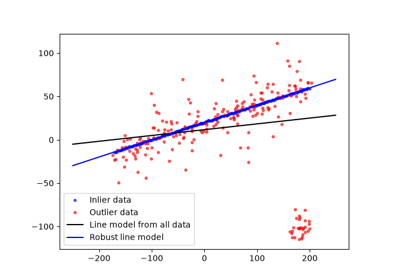 100
50
0
−50
−100
Inlier data
Outlier data
Line model from all data
Robust line model
−200
−100
0
100
200